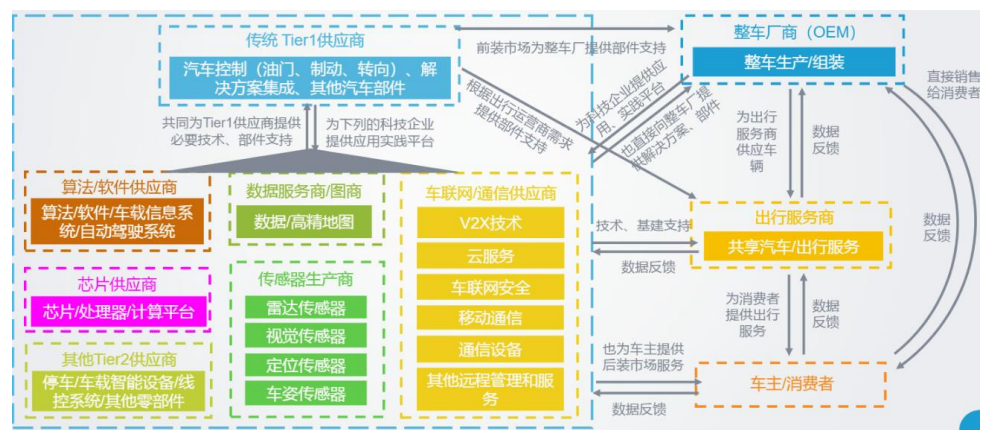 传统 Tier1供应商
汽车控制（油门、制动、转向）、解
决方案集成、其他汽车部件
共同为Tier1供应商提供
必要技术、部件支持
为下列的科技企业
提供应用实践平台
算法/软件供应商
算法/软件/车载信息系
统/自动驾驶系统
芯片供应商
芯片/处理器/计算平台
其他Tier2供应商
停车/车载智能设备/线
控系统/其他零部件
数据服务商/图商
数据/高精地图
传感器生产商
雷达传感器
视觉传感器
定位传感器
车姿传感器
车联网/通信供应商
V2X技术
云服务
车联网安全
移动通信
通信设备
其他远程管理和服
务
前装市场为整车厂提供部件支持
根据出行运营商需求
提供部件支持
为科技企业提供应
用、实践平台
也直接向整车厂提
供解决方案、部件
整车厂商（OEM）
整车生产/组装
直接销售
给消费者
为出行
服务商
供应车
辆
数据
反馈
数据
反馈
技术、基建支持
数据反馈
出行服务商
共享汽车/出行服务
为消费者
提供出行
服务
数据
反馈
也为车主提供
后装市场服务
数据反馈
车主/消费者